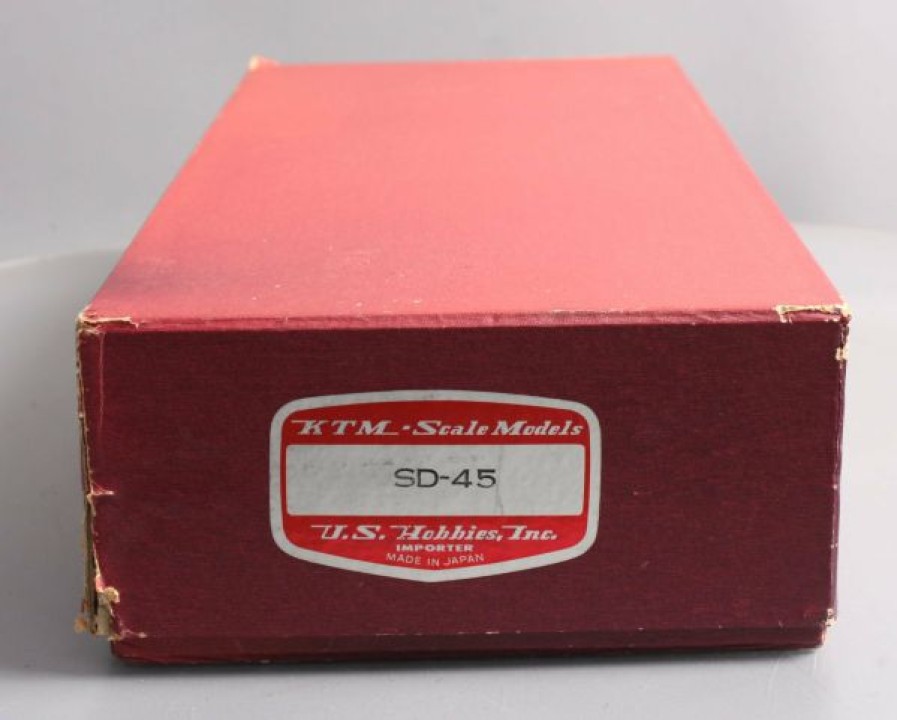 KTM-Scale Models
SD-45
U.S. Hobbies, Inc.
IMPORTER
MADE IN JAPAN